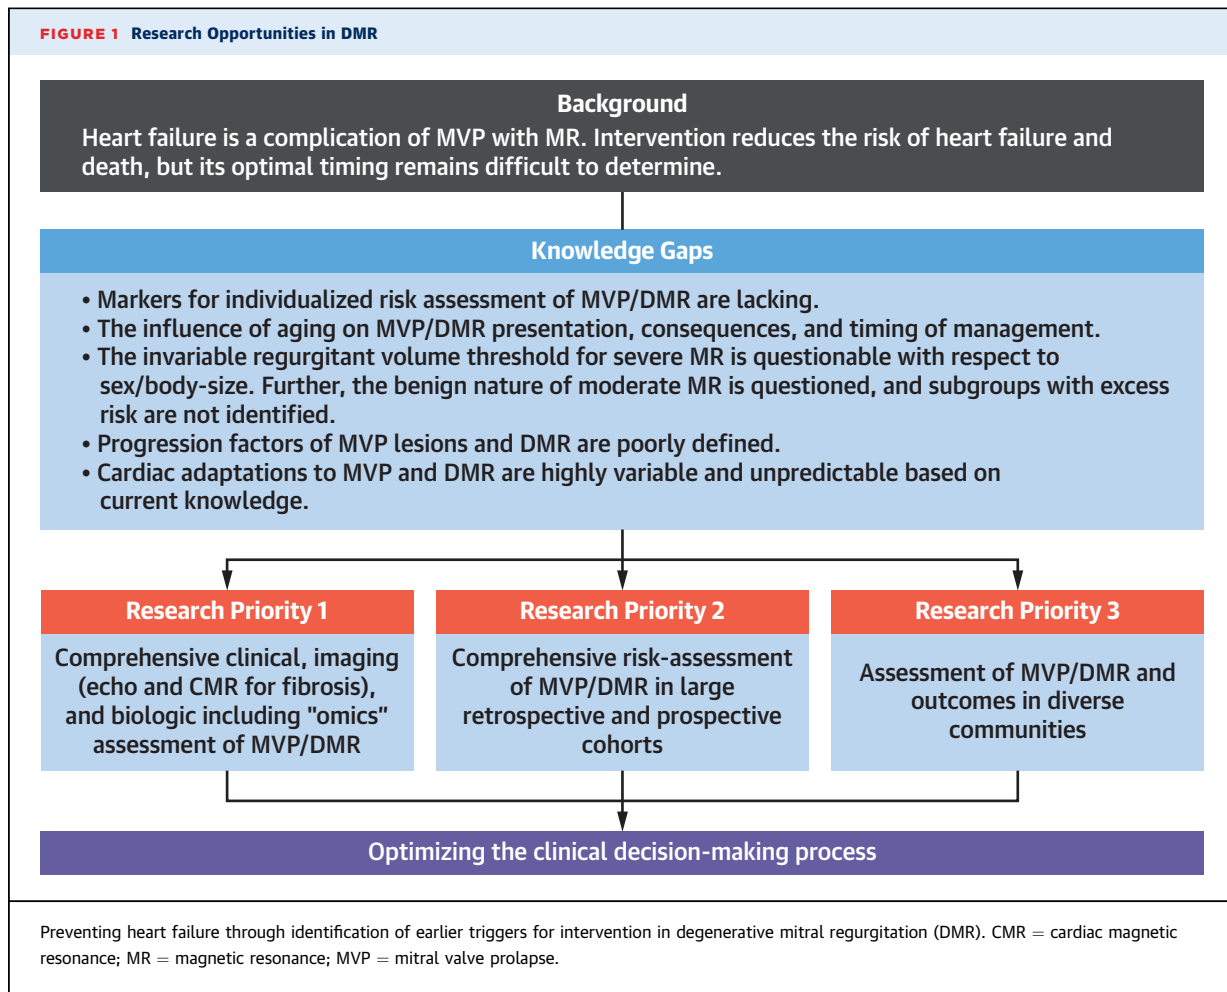 FIGURE 1 Research Opportunities in DMR
Background
Heart failure is a complication of MVP with MR. Intervention reduces the risk of heart failure and
death, but its optimal timing remains difficult to determine.
Knowledge Gaps
• Markers for individualized risk assessment of MVP/DMR are lacking.
• The influence of aging on MVP/DMR presentation, consequences, and timing of management.
• The invariable regurgitant volume threshold for severe MR is questionable with respect to
sex/body-size. Further, the benign nature of moderate MR is questioned, and subgroups with excess
risk are not identified.
• Progression factors of MVP lesions and DMR are poorly defined.
• Cardiac adaptations to MVP and DMR are highly variable and unpredictable based on
current knowledge.
Research Priority 1
Comprehensive clinical, imaging
(echo and CMR for fibrosis),
and biologic including "omics"
assessment of MVP/DMR
Research Priority 2
Comprehensive risk-assessment
of MVP/DMR in large
retrospective and prospective
cohorts
Research Priority 3
Assessment of MVP/DMR and
outcomes in diverse
communities
Optimizing the clinical decision-making process
Preventing heart failure through identification of earlier triggers for intervention in degenerative mitral regurgitation (DMR). CMR = cardiac magnetic
resonance; MR = magnetic resonance; MVP = mitral valve prolapse.